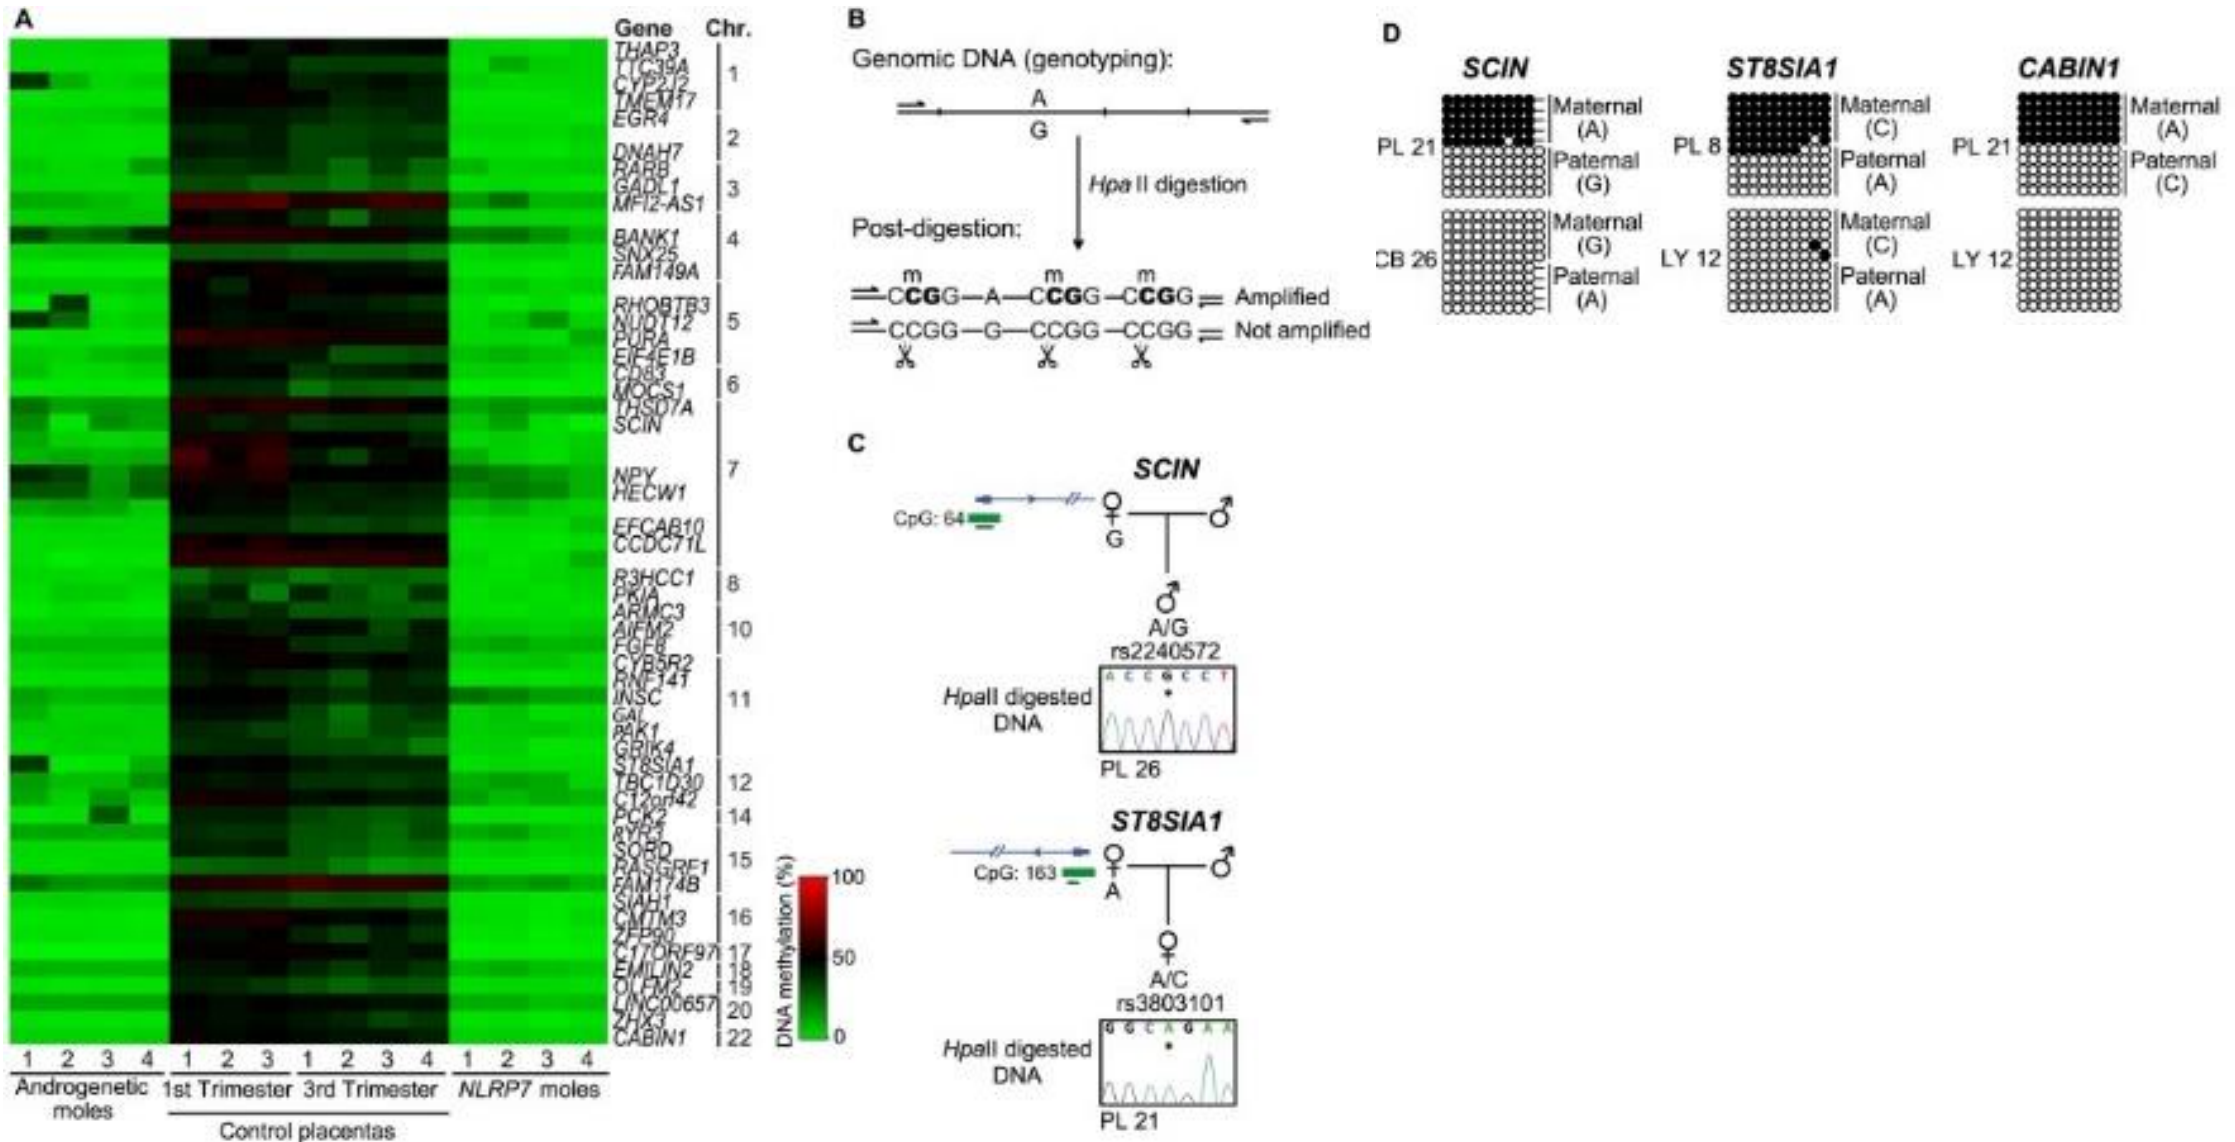 A
Gene Chr.
THAP3
TTC39A
CYP2J2
TMEM17
EGR4
DNAH7
RARB
GADL1
MFI2-AS1
BANK1
SNX25
FAM149A
RHOBTB3
NUDT12
PURA
EIF4E1B
CD83
MOCS1
THSD7A
SCIN
NPY
HECW1
EFCAB10
CCDC71L
R3HCC1
PKIA
ARMC3
AIFM2
FGF8
CYB5R2
RNF141
INSC
GAL
PAK1
GRIK4
ST8SIA1
TBC1D30
C12orf42
PCK2
RYR3
SORD
RASGRF1
FAM174B
SIAH1
CMTM3
ZFP90
C17ORF97
EMILIN2
OLFM2
LINC00657
ZHX3
CABIN1
1
2
3
4
5
6
7
8
10
11
12
14
15
16
17
18
19
20
22
1 2 3 4 1 2 3 1 2 3 4 1 2 3 4
Androgenetic moles
1st Trimester 3rd Trimester
NLRP7 moles
Control placentas
DNA methylation (%)
100
50
0
B
Genomic DNA (genotyping):
A
G
Hpa II digestion
Post-digestion:
m m m
CCGG—A—CCGG—CCGG Amplified
CCGG—G—CCGG—CCGG Not amplified
C
SCIN
CpG: 64
♀ ♂
G
♂
A/G
rs2240572
A C C G C C T
*
HpaII digested
DNA
PL 26
ST8SIA1
CpG: 163
♀ ♂
A
♀
A/C
rs3803101
G G C A G A A
*
HpaII digested
DNA
PL 21
D
SCIN ST8SIA1 CABIN1
PL 21
Maternal
(A)
Paternal
(G)
CB 26
Maternal
(G)
Paternal
(A)
PL 8
Maternal
(C)
Paternal
(A)
LY 12
Maternal
(C)
Paternal
(A)
PL 21
Maternal
(A)
Paternal
(C)
LY 12